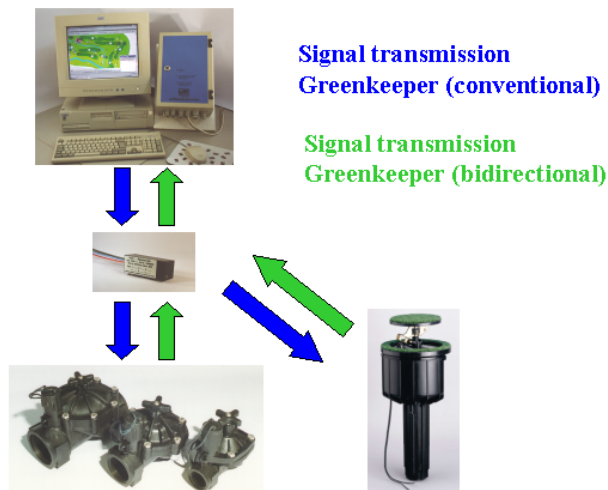 Signal transmission
Greenkeeper (conventional)
Signal transmission
Greenkeeper (bidirectional)